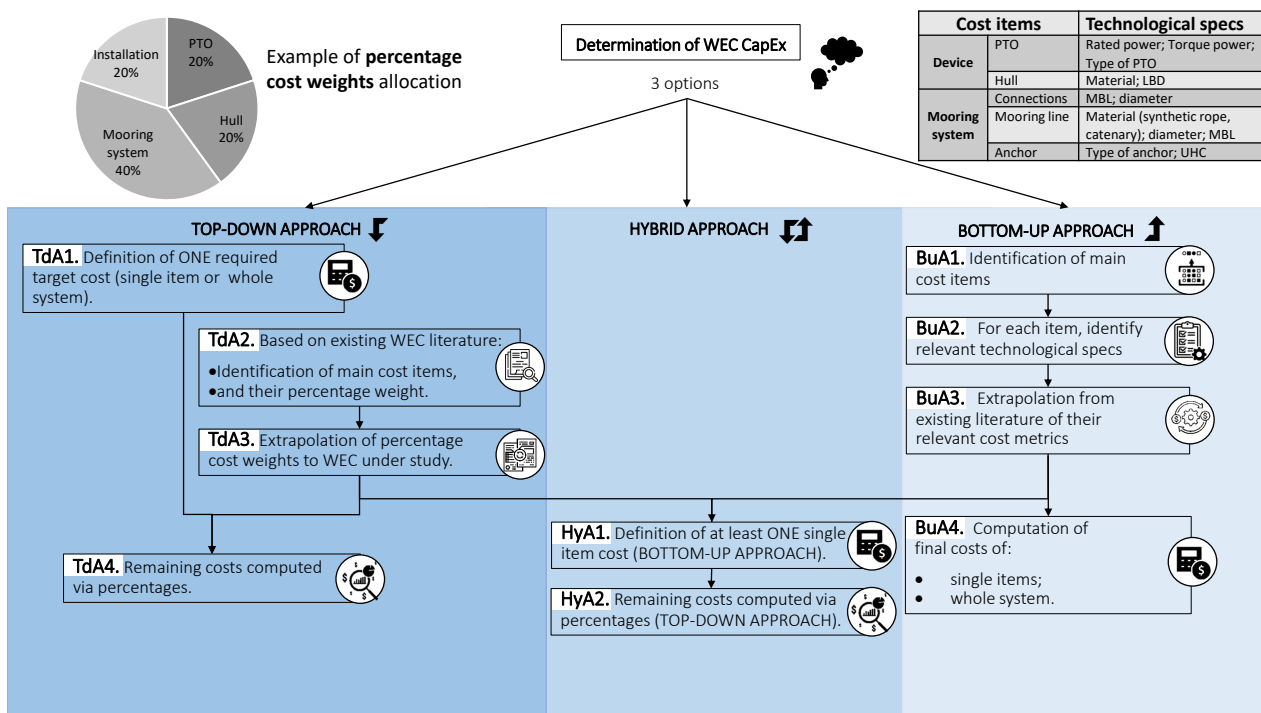 Installation
20%
PTO
20%
Hull
20%
Mooring
system
40%
Example of percentage
cost weights allocation
Determination of WEC CapEx
3 options
Cost items Technological specs
Device
PTO
Rated power; Torque power;
Type of PTO
Hull
Material; LBD
Mooring
system
Connections
MBL; diameter
Mooring line
Material (synthetic rope,
catenary); diameter; MBL
Anchor
Type of anchor; UHC
TOP-DOWN APPROACH
TdA1. Definition of ONE required
target cost (single item or whole
system).
$
TdA2. Based on existing WEC literature:
•Identification of main cost items,
•and their percentage weight.
TdA3. Extrapolation of percentage
cost weights to WEC under study.
TdA4. Remaining costs computed
via percentages.
$ $ $ $
HYBRID APPROACH
HyA1. Definition of at least ONE single
item cost (BOTTOM-UP APPROACH).
$
HyA2. Remaining costs computed via
percentages (TOP-DOWN APPROACH).
$ $ $ $
BOTTOM-UP APPROACH
BuA1. Identification of main
cost items
BuA2. For each item, identify
relevant technological specs
BuA3. Extrapolation from
existing literature of their
relevant cost metrics
$ $
BuA4. Computation of
final costs of:
• single items;
• whole system.
$